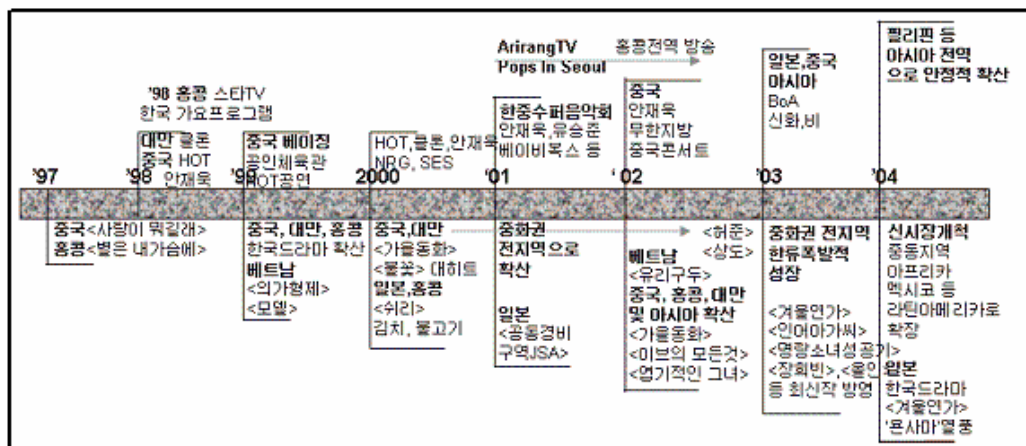 ArirangTV 홍콩전역 방송
Pops In Seoul
'98 홍콩 스타TV
한국 가요프로그램
대만 클론
중국 HOT
안재욱
중국 베이징
공인체육관
HOT공연
HOT,클론,안재욱
NRG, SES
한중수퍼음악회
안재욱,유승준
베이비복스 등
중국
안재욱
무한지방
중국콘서트
일본,중국
아시아
BoA
신화,비
필리핀 등
아시아 전역
으로 안정적 확산
'97 '98 '99 2000 '01 '02 '03 '04
중국<사랑이 뭐길래>
홍콩<별은 내가슴에>
중국, 대만, 홍콩
한국드라마 확산
베트남
<의가형제>
<모델>
중국,대만
<가을동화>
<불꽃> 대히트
일본,홍콩
<쉬리>
김치, 불고기
중화권
전지역으로
확산
일본
<공동경비
구역JSA>
<허준>
<상도>
베트남
<유리구두>
중국, 홍콩, 대만
및 아시아 확산
<가을동화>
<이브의 모든것>
<엽기적인 그녀>
중화권 전지역
한류폭발적
성장
<겨울연가>
<인어아가씨>
<명랑소녀성공기>
<장희빈>,<올인>
등 최신작 방영
신시장개척
중동지역
아프리카
멕시코 등
라틴아메리카로
확장
일본
한국드라마
<겨울연가>
'욘사마'열풍